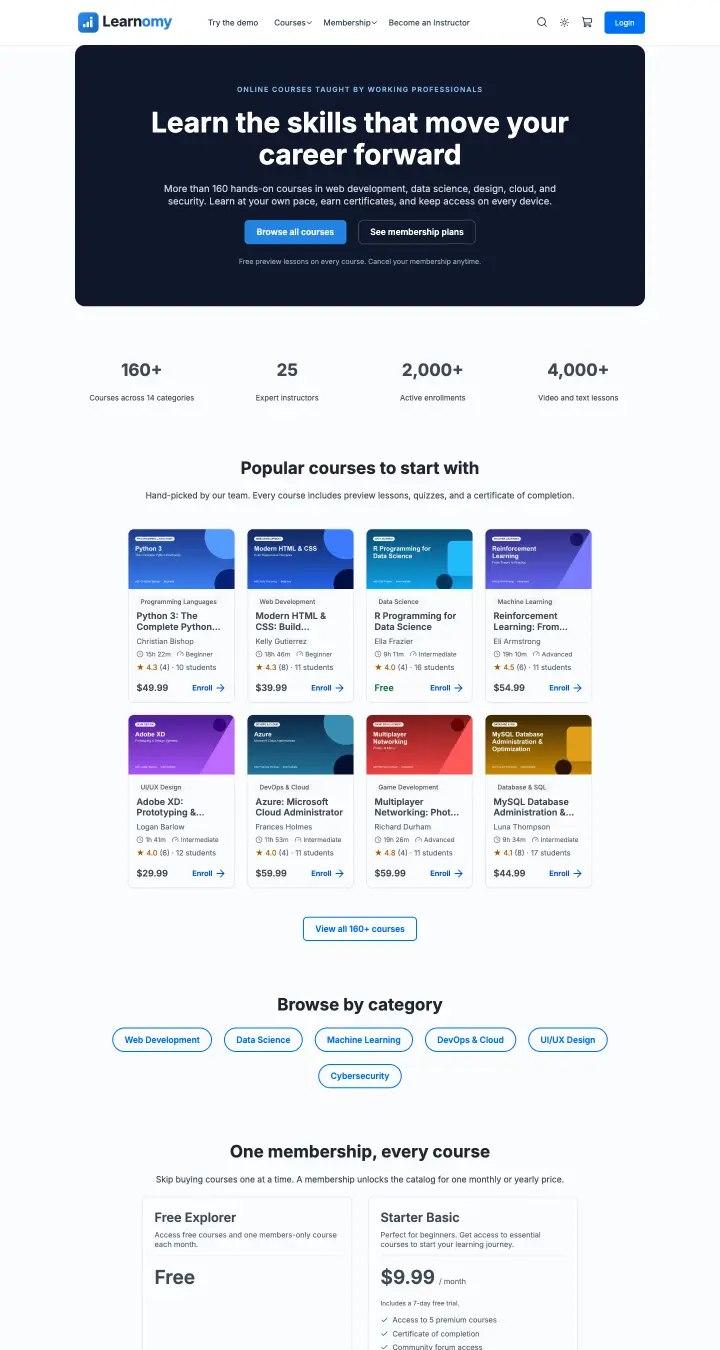 Learnomy
Try the demo
Courses
Membership
Become an Instructor
Login
ONLINE COURSES TAUGHT BY WORKING PROFESSIONALS
Learn the skills that move your
career forward
More than 160 hands-on courses in web development, data science, design, cloud, and
security. Learn at your own pace, earn certificates, and keep access on every device.
Browse all courses
See membership plans
Free preview lessons on every course. Cancel your membership anytime.
160+
Courses across 14 categories
25
Expert instructors
2,000+
Active enrollments
4,000+
Video and text lessons
Popular courses to start with
Hand-picked by our team. Every course includes preview lessons, quizzes, and a certificate of completion.
Python 3
Programming Languages
Python 3: The
Complete Python...
Christian Bishop
15h 22m Beginner
★ 4.3 (4) · 10 students
$49.99 Enroll →
Modern HTML & CSS
Web Development
Modern HTML &
CSS: Build...
Kelly Gutierrez
18h 46m Beginner
★ 4.3 (8) · 11 students
$39.99 Enroll →
R Programming for
Data Science
Data Science
R Programming for
Data Science
Ella Frazier
9h 11m Intermediate
★ 4.0 (4) · 16 students
Free Enroll →
Reinforcement
Learning
Machine Learning
Reinforcement
Learning: From...
Eli Armstrong
19h 10m Advanced
★ 4.5 (6) · 11 students
$54.99 Enroll →
Adobe XD
UI/UX Design
Adobe XD:
Prototyping &...
Logan Barlow
1h 41m Intermediate
★ 4.0 (6) · 12 students
$29.99 Enroll →
Azure
DevOps & Cloud
Azure: Microsoft
Cloud Administrator
Frances Holmes
11h 53m Intermediate
★ 4.0 (4) · 11 students
$59.99 Enroll →
Multiplayer
Networking
Game Development
Multiplayer
Networking: Phot...
Richard Durham
19h 26m Advanced
★ 4.8 (4) · 11 students
$59.99 Enroll →
MySQL Database
Administration &
Optimization
Database & SQL
MySQL Database
Administration &...
Luna Thompson
9h 34m Intermediate
★ 4.1 (8) · 17 students
$44.99 Enroll →
View all 160+ courses
Browse by category
Web Development
Data Science
Machine Learning
DevOps & Cloud
UI/UX Design
Cybersecurity
One membership, every course
Skip buying courses one at a time. A membership unlocks the catalog for one monthly or yearly price.
Free Explorer
Access free courses and one members-only course
each month.
Free
Starter Basic
Perfect for beginners. Get access to essential
courses to start your learning journey.
$9.99 / month
Includes a 7-day free trial.
Access to 5 premium courses
Certificate of completion
Community forum access